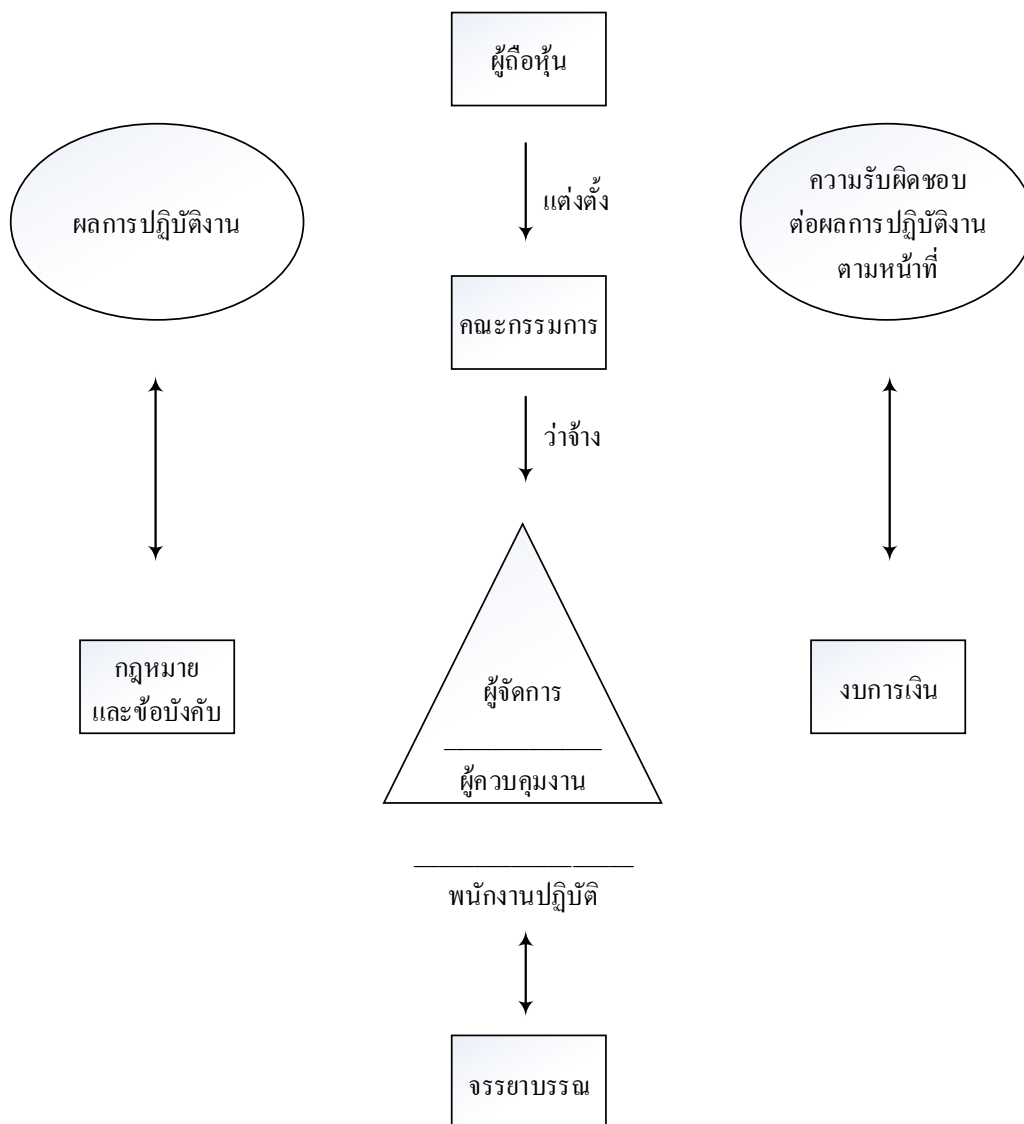 ผู้ถือหุ้น
แต่งตั้ง
ผลการปฏิบัติงาน
ความรับผิดชอบ
ต่อผลการปฏิบัติงาน
ตามหน้าที่
คณะกรรมการ
ว่าจ้าง
กฎหมาย
และข้อบังคับ
ผู้จัดการ
ผู้ควบคุมงาน
งบการเงิน
พนักงานปฏิบัติ
จรรยาบรรณ